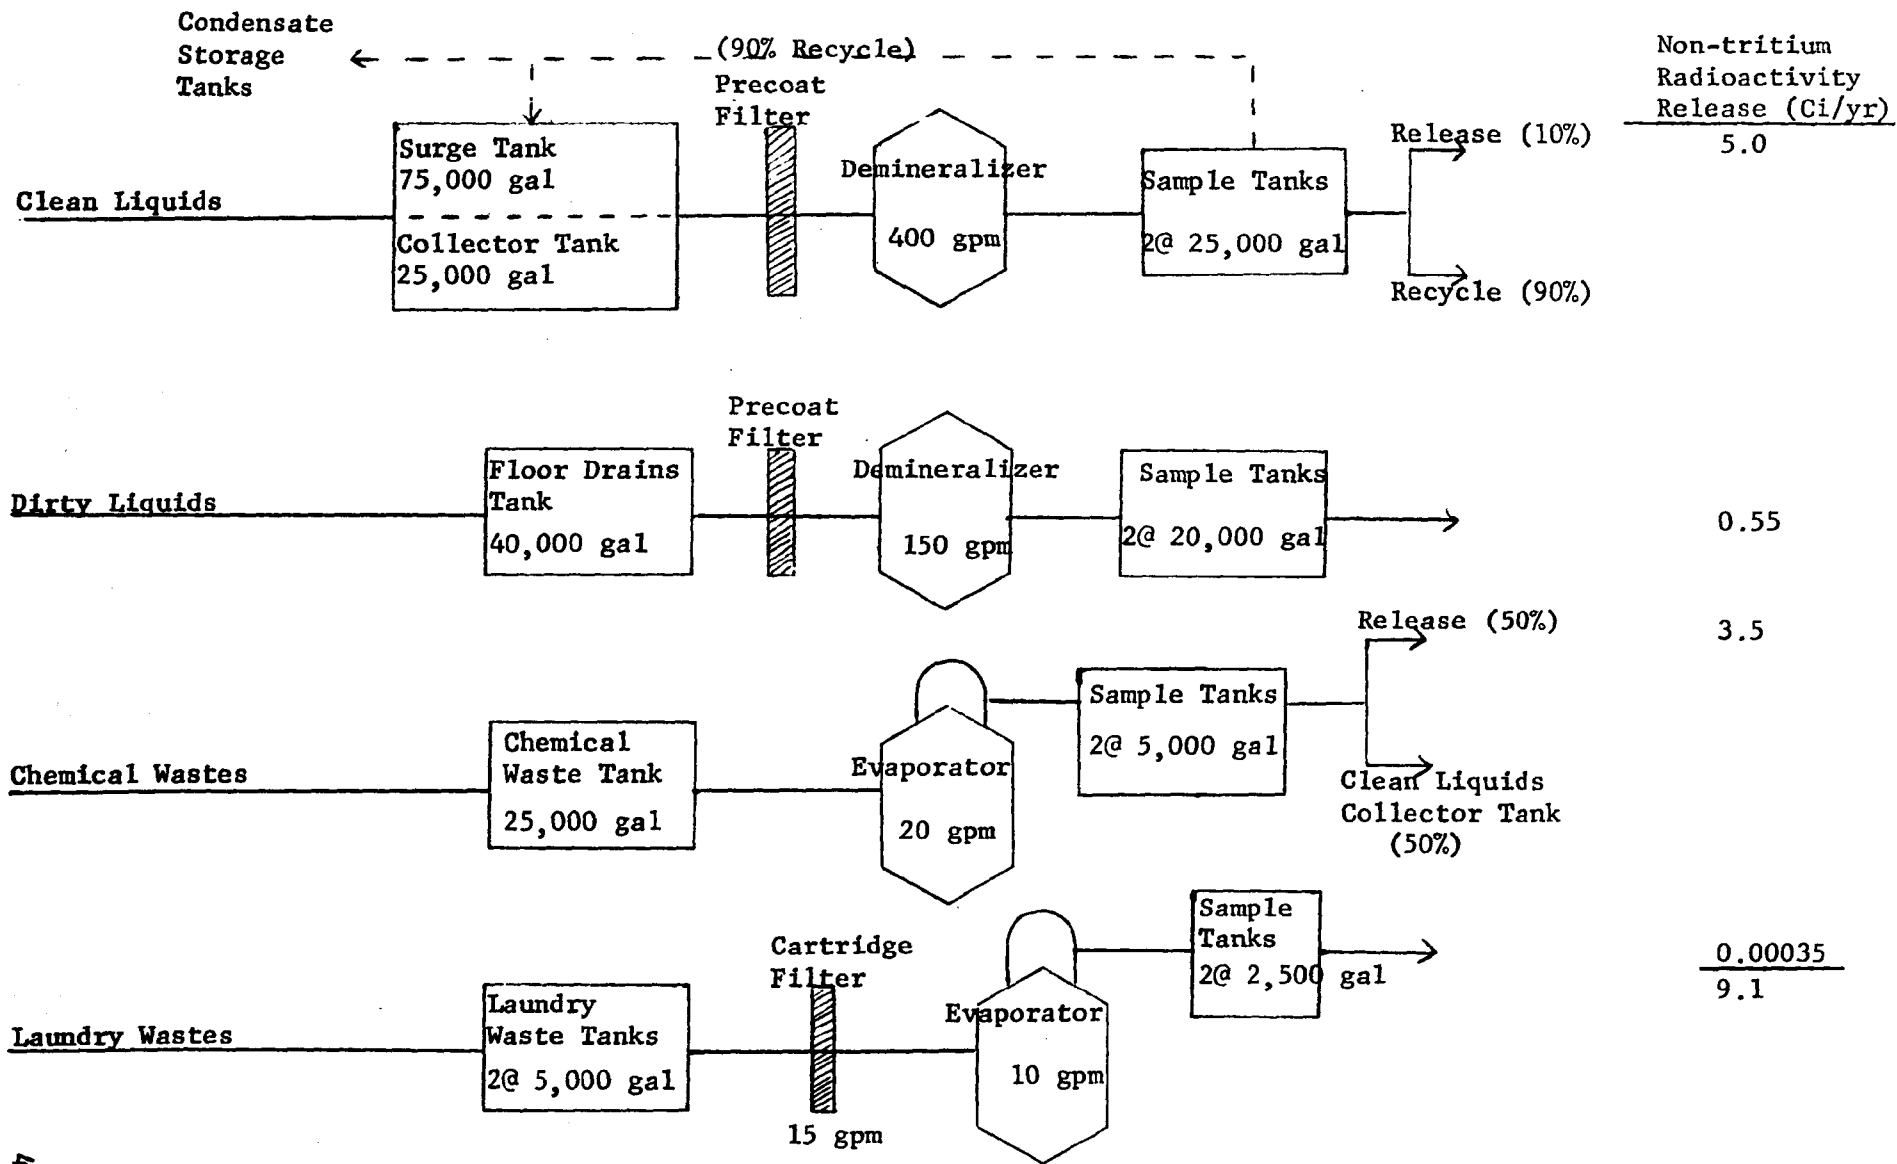 Condensate
Storage
Tanks
(90% Recycle)
Non-tritium
Radioactivity
Release (Ci/yr)
Precoat
Filter
Clean Liquids
Surge Tank
75,000 gal
Collector Tank
25,000 gal
Demineralizer
400 gpm
Sample Tanks
2@ 25,000 gal
Release (10%)
Recycle (90%)
5.0
Dirty Liquids
Floor Drains
Tank
40,000 gal
Precoat
Filter
Demineralizer
150 gpm
Sample Tanks
2@ 20,000 gal
0.55
Chemical Wastes
Chemical
Waste Tank
25,000 gal
Evaporator
20 gpm
Sample Tanks
2@ 5,000 gal
Release (50%)
3.5
Clean Liquids
Collector Tank
(50%)
Laundry Wastes
Laundry
Waste Tanks
2@ 5,000 gal
Cartridge
Filter
15 gpm
Evaporator
10 gpm
Sample
Tanks
2@ 2,500 gal
0.00035
9.1